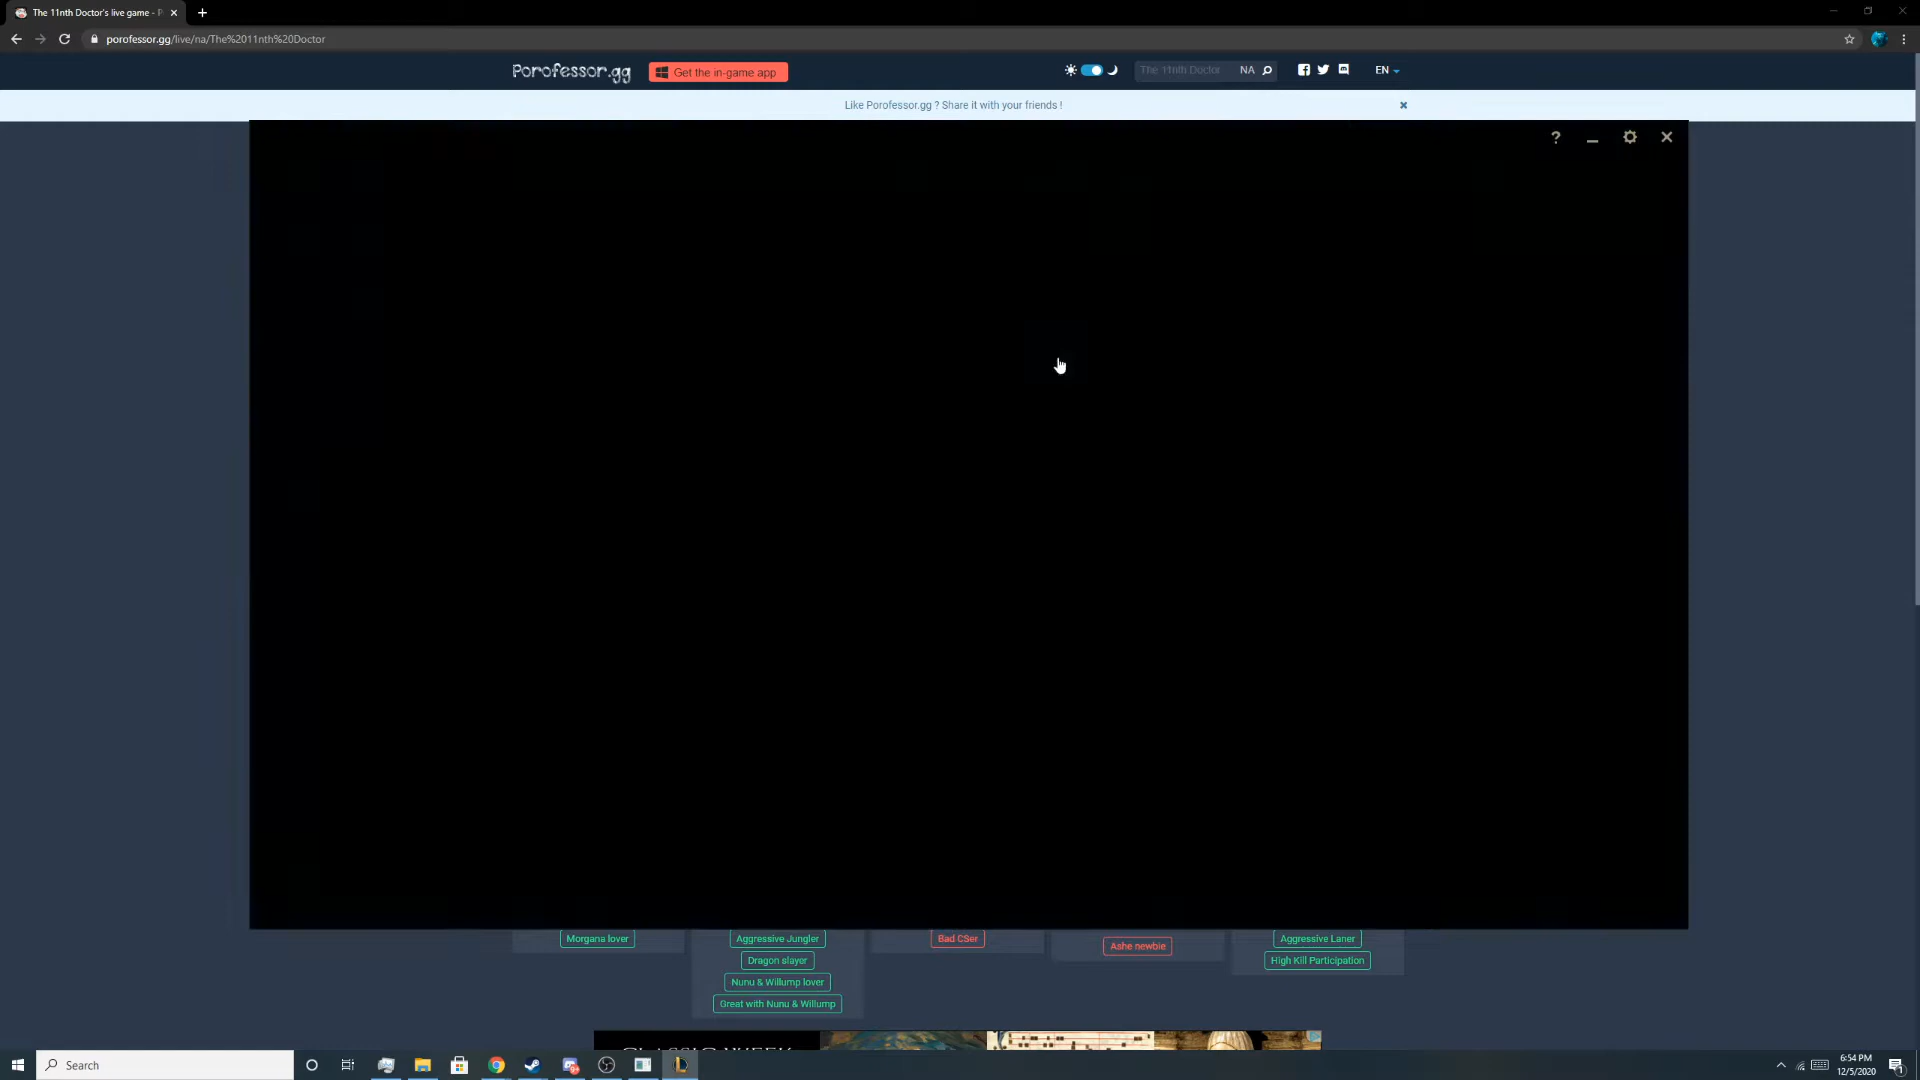 The 11nth Doctor's live game - P
porofessor.gg/live/na/The%2011nth%20Doctor
Porofessor.gg
Get the in-game app
The 11nth Doctor
NA
EN
Like Porofessor.gg ? Share it with your friends !
?
Morgana lover
Aggressive Jungler
Bad CSer
Ashe newbie
Aggressive Laner
Dragon slayer
High Kill Participation
Nunu & Willump lover
Great with Nunu & Willump
Search
6:54 PM
12/5/2020